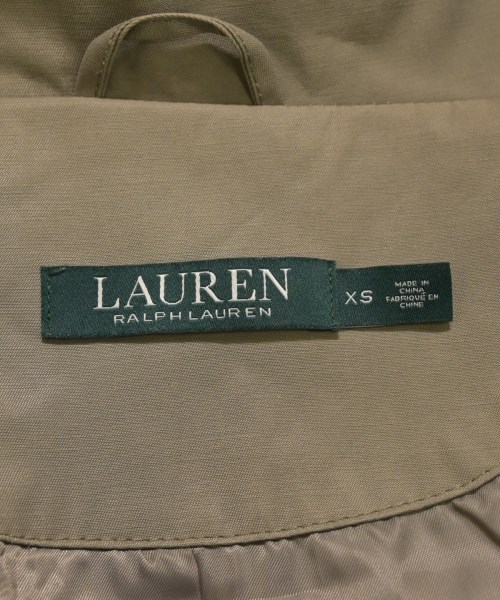 LAUREN
RALPH LAUREN
XS
MADE IN
CHINA
FABRIQUÉ EN
CHINE